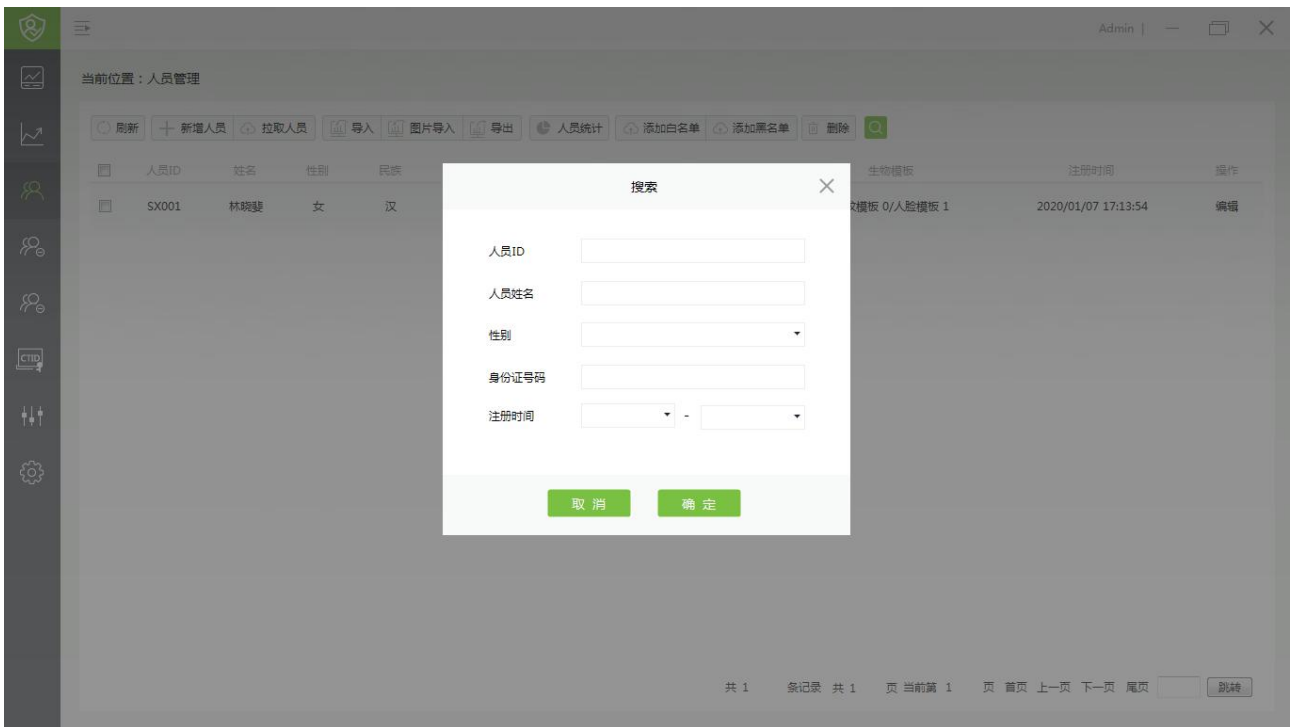 Admin |
当前位置：人员管理
刷新 新增人员 拉取人员 导入 图片导入 导出 人员统计 添加白名单 添加黑名单 删除
人员ID 姓名 性别 民族 生物模板 注册时间 操作
SX001 林晓斐 女 汉 模板 0/人脸模板 1 2020/01/07 17:13:54 编辑
搜索
人员ID
人员姓名
性别
CTID
身份证号码
注册时间 -
取 消 确 定
共 1 条记录 共 1 页 当前第 1 页 首页 上一页 下一页 尾页 跳转